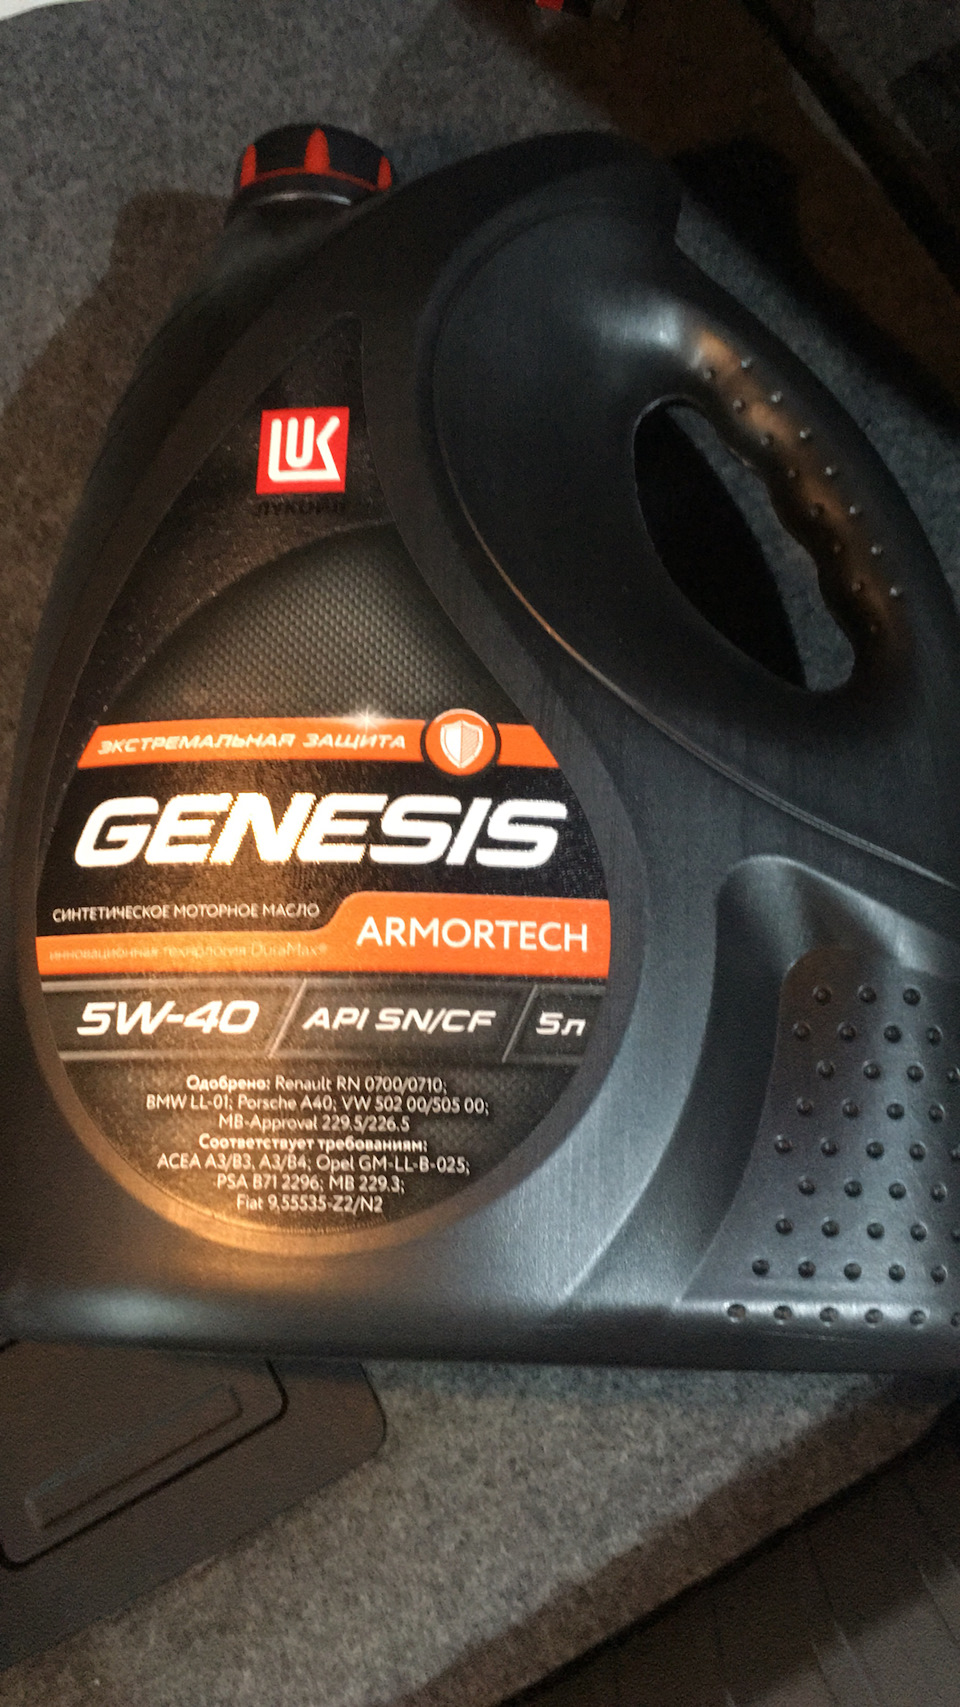 LUK
ЛУКОЙЛ
ЭКСТРЕМАЛЬНАЯ ЗАЩИТА
GENESIS
СИНТЕТИЧЕСКОЕ МОТОРНОЕ МАСЛО
ARMORTECH
инновационная технология DuraMax®
5W-40 API SN/CF 5л
Одобрено: Renault RN 0700/0710;
BMW LL-01; Porsche A40; VW 502 00/505 00;
MB-Approval 229.5/226.5
Соответствует требованиям:
ACEA A3/B3, A3/B4; Opel GM-LL-B-025;
PSA B71 2296; MB 229.3;
Fiat 9,55535-Z2/N2